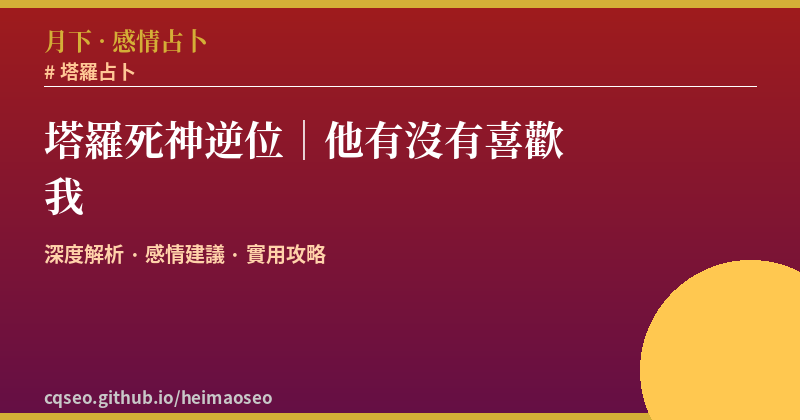 月下 · 感情占卜
# 塔羅占卜
塔羅死神逆位｜他有沒有喜歡
我
深度解析 · 感情建議 · 實用攻略
cqseo.github.io/heimaoseo